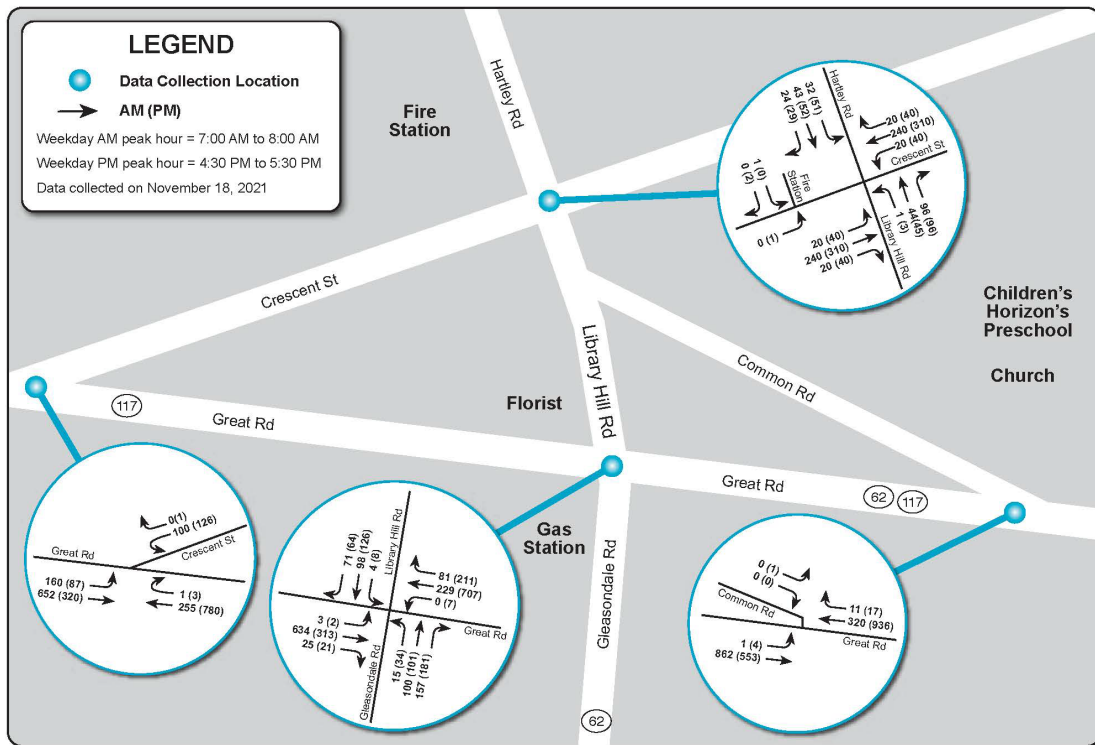 LEGEND
Data Collection Location
AM (PM)
Weekday AM peak hour = 7:00 AM to 8:00 AM
Weekday PM peak hour = 4:30 PM to 5:30 PM
Data collected on November 18, 2021
Fire
Station
Hartley Rd
Crescent St
Library Hill Rd
Common Rd
Children's
Horizon's
Preschool
Church
Florist
117
Great Rd
Great Rd
62
117
Gas
Station
Gleasondale Rd
62
32 (51)
43 (52)
24 (29)
Hartley Rd
20 (40)
240 (310)
20 (40)
Crescent St
1 (0)
0 (2)
Fire
Station
0 (1)
20 (40)
240 (310)
20 (40)
Library Hill Rd
1 (3)
44(45)
96 (96)
0(1)
100 (126)
Crescent St
Great Rd
160 (87)
652 (320)
1 (3)
255 (780)
71 (64)
98 (126)
4 (8)
Library Hill Rd
81 (211)
229 (707)
0 (7)
Great Rd
3 (2)
634 (313)
25 (21)
Gleasondale Rd
15 (34)
100 (101)
157 (181)
0 (1)
0 (0)
Common Rd
11 (17)
320 (936)
Great Rd
1 (4)
862 (553)